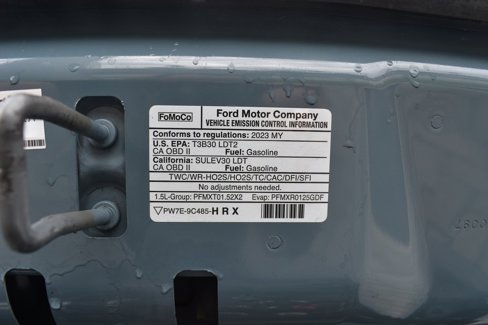 FoMoCo
Ford Motor Company
VEHICLE EMISSION CONTROL INFORMATION
Conforms to regulations: 2023 MY
U.S. EPA: T3B30 LDT2
CA OBD II Fuel: Gasoline
California: SULEV30 LDT
CA OBD II Fuel: Gasoline
TWC/WR-HO2S/HO2S/TC/CAC/DFI/SFI
No adjustments needed.
1.5L-Group: PFMXT01.52X2 Evap: PFMXR0125GDF
PW7E-9C485-HRX